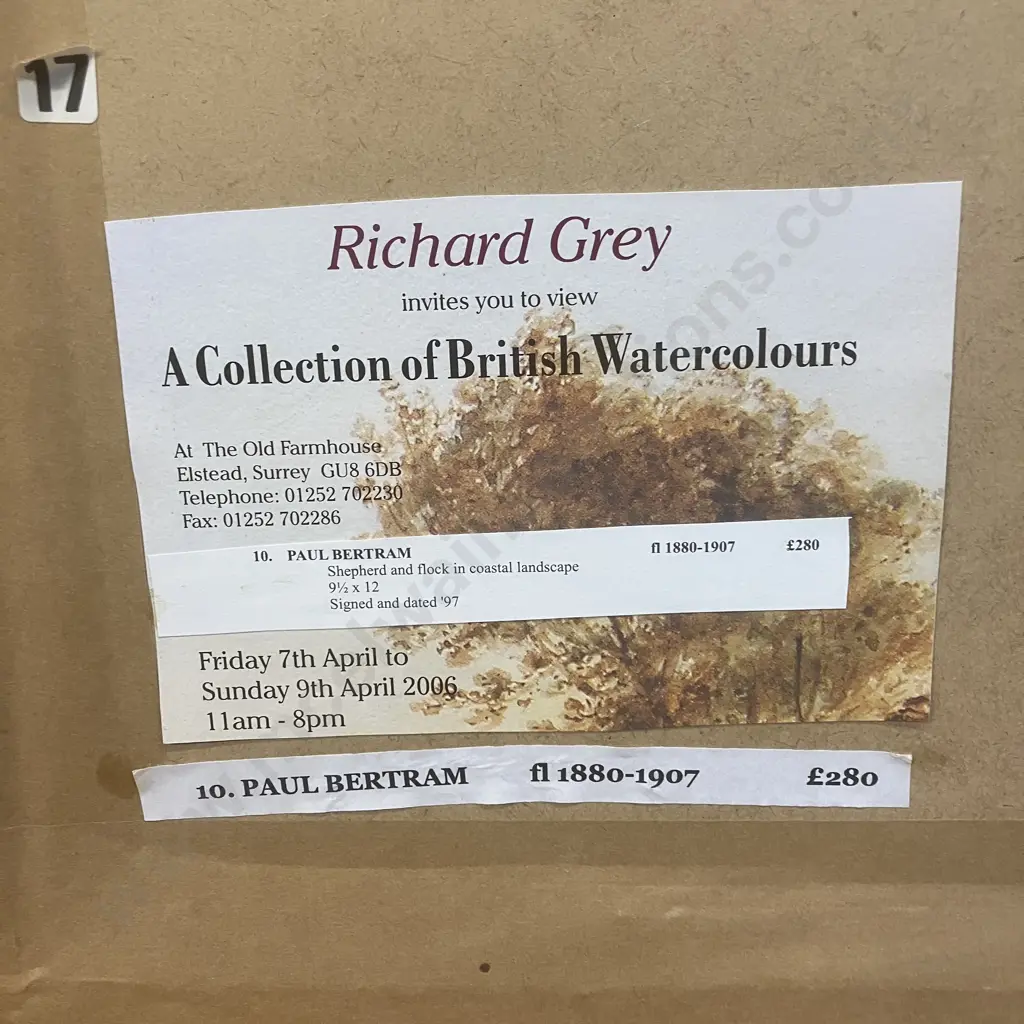 17
Richard Grey
invites you to view
A Collection of British Watercolours
At The Old Farmhouse
Elstead, Surrey GU8 6DB
Telephone: 01252 702230
Fax: 01252 702286
10. PAUL BERTRAM fl 1880-1907 £280
Shepherd and flock in coastal landscape
9½ x 12
Signed and dated '97
Friday 7th April to
Sunday 9th April 2006
11am - 8pm
10. PAUL BERTRAM fl 1880-1907 £280